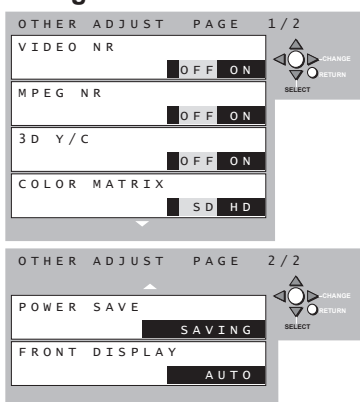 OTHER ADJUST PAGE 1/2
VIDEO NR
OFF ON
CHANGE
RETURN
SELECT
MPEG NR
OFF ON
3D Y/C
OFF ON
COLOR MATRIX
SD HD
OTHER ADJUST PAGE 2/2
POWER SAVE
SAVING
CHANGE
RETURN
SELECT
FRONT DISPLAY
AUTO